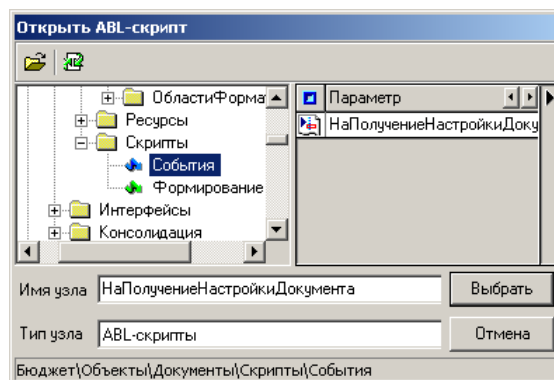 Открыть ABL-скрипт
ОбластиФорма
Ресурсы
Скрипты
События
Формирование
Интерфейсы
Консолидация
Параметр
НаПолучениеНастройкиДоку
Имя узла НаПолучениеНастройкиДокумента Выбрать
Тип узла ABL-скрипты Отмена
Бюджет\Объекты\Документы\Скрипты\События